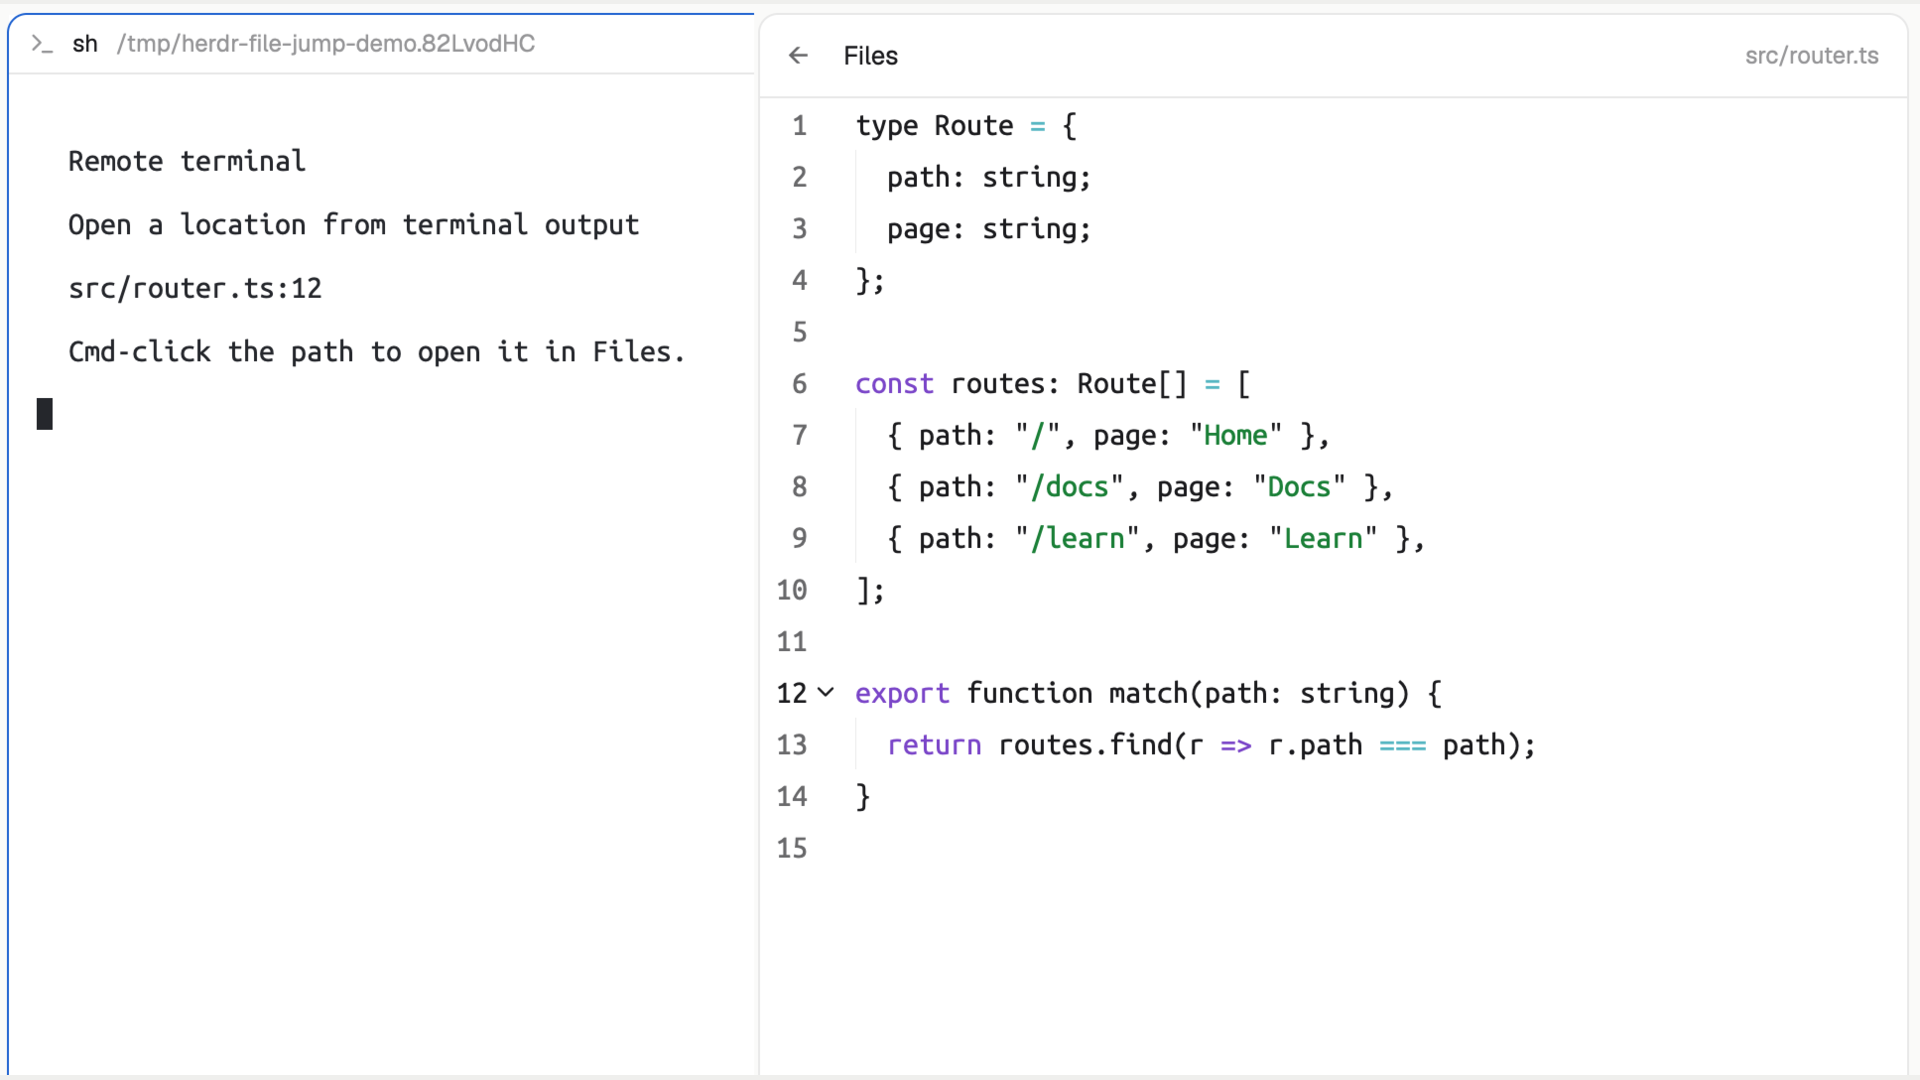 sh /tmp/herdr-file-jump-demo.82LvodHC
Remote terminal
Open a location from terminal output
src/router.ts:12
Cmd-click the path to open it in Files.
Files
src/router.ts
1 type Route = {
2   path: string;
3   page: string;
4 };
5
6 const routes: Route[] = [
7   { path: "/", page: "Home" },
8   { path: "/docs", page: "Docs" },
9   { path: "/learn", page: "Learn" },
10 ];
11
12 export function match(path: string) {
13   return routes.find(r => r.path === path);
14 }
15